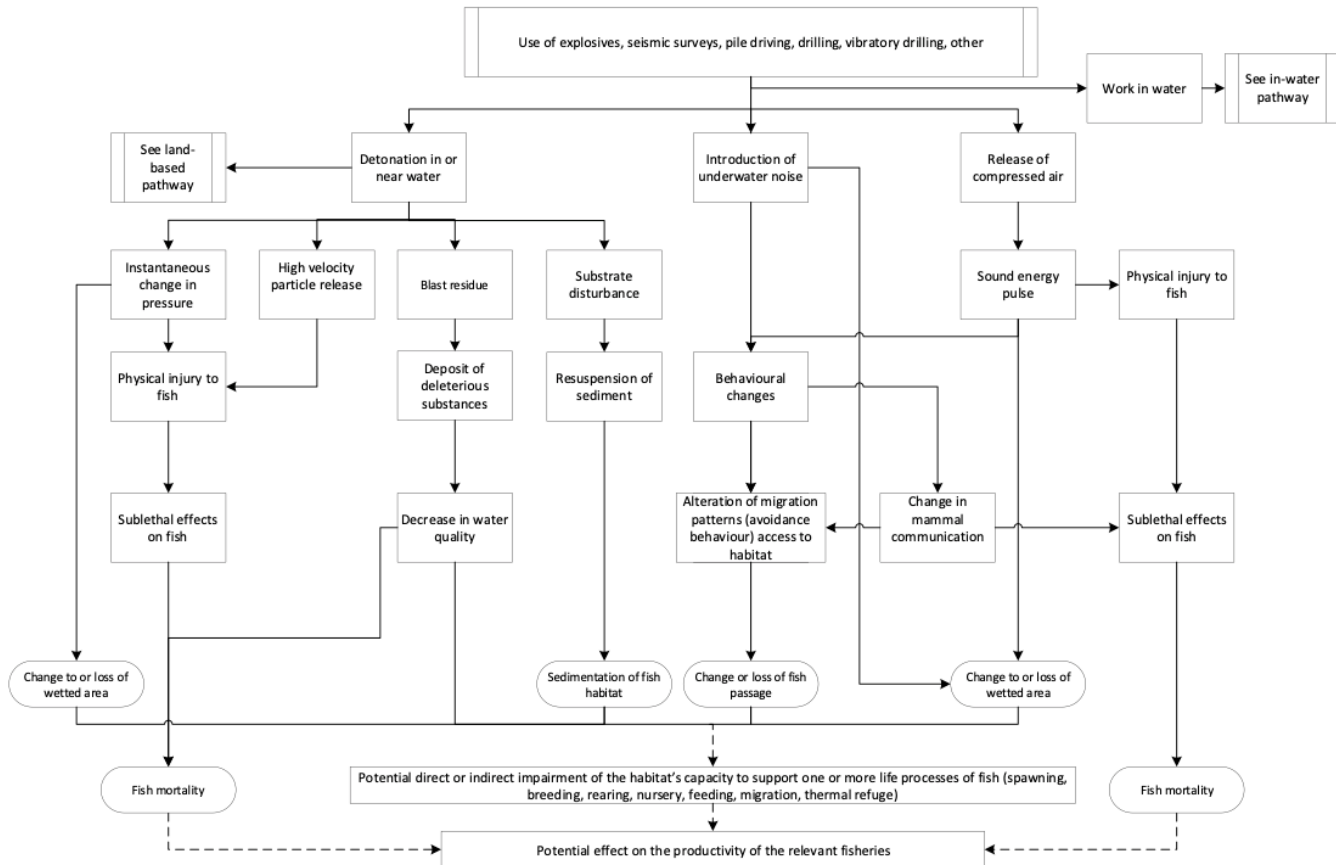 Use of explosives, seismic surveys, pile driving, drilling, vibratory drilling, other
Work in water
See in-water
pathway
See land-
based
pathway
Detonation in or
near water
Introduction of
underwater noise
Release of
compressed air
Instantaneous
change in
pressure
High velocity
particle release
Blast residue
Substrate
disturbance
Sound energy
pulse
Physical injury to
fish
Physical injury to
fish
Deposit of
deleterious
substances
Resuspension of
sediment
Behavioural
changes
Sublethal effects
on fish
Decrease in water
quality
Alteration of migration
patterns (avoidance
behaviour) access to
habitat
Change in
mammal
communication
Sublethal effects
on fish
Change to or loss of
wetted area
Sedimentation of fish
habitat
Change or loss of fish
passage
Change to or loss of
wetted area
Fish mortality
Potential direct or indirect impairment of the habitat's capacity to support one or more life processes of fish (spawning,
breeding, rearing, nursery, feeding, migration, thermal refuge)
Fish mortality
Potential effect on the productivity of the relevant fisheries